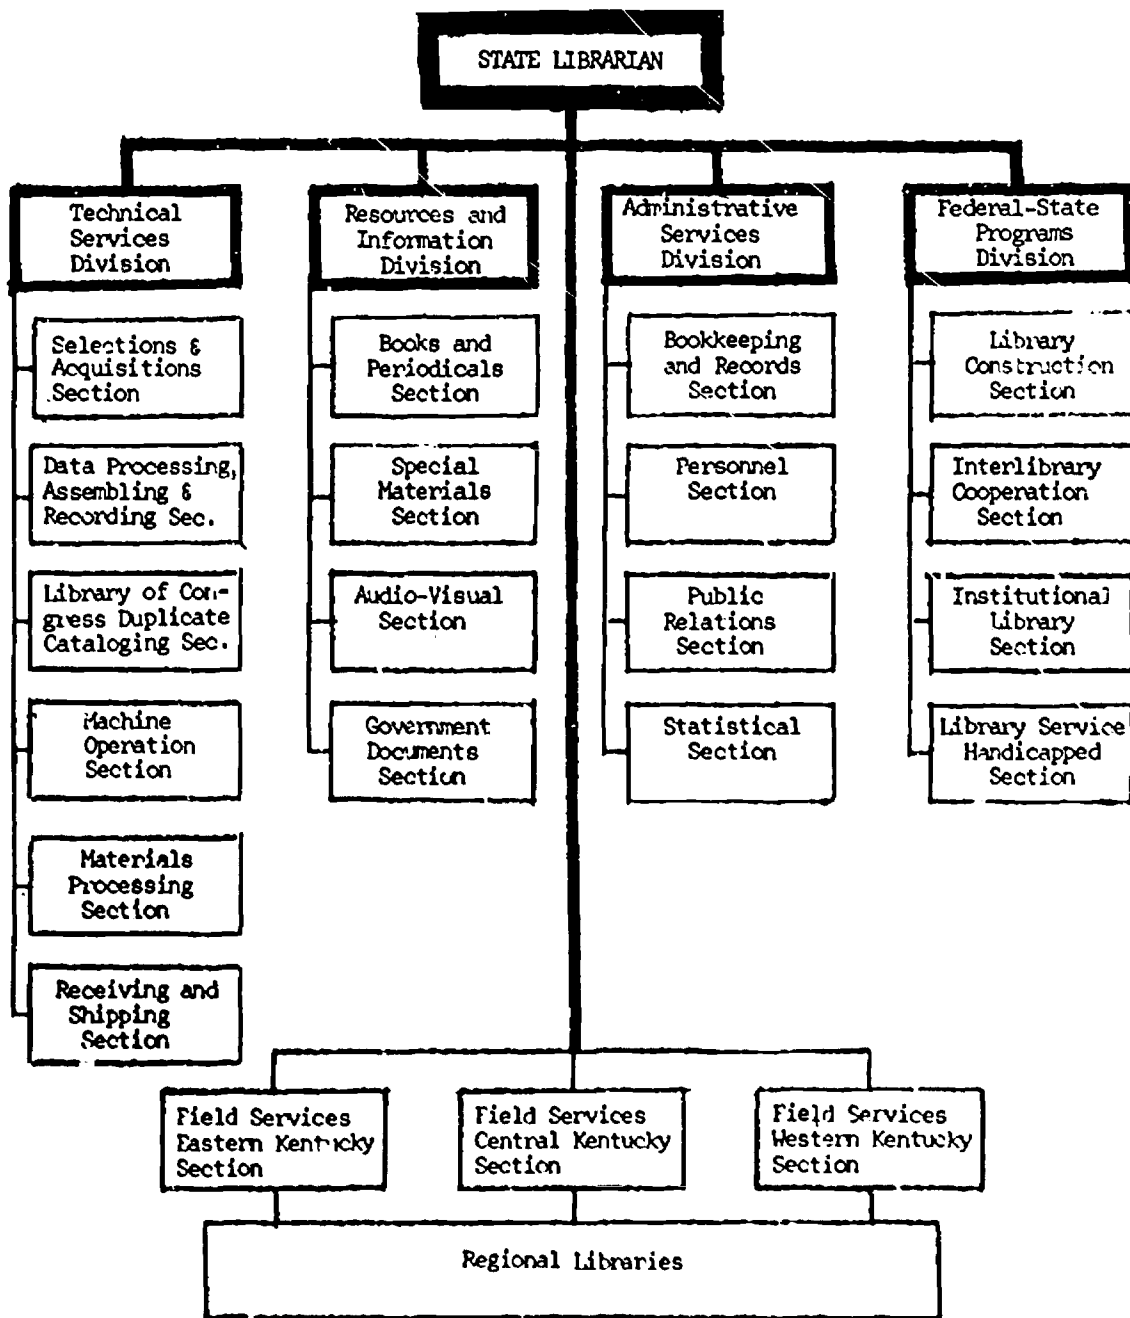 STATE LIBRARIAN
Technical
Services
Division
Resources and
Information
Division
Administrative
Services
Division
Federal-State
Programs
Division
Selections &
Acquisitions
Section
Data Processing,
Assembling &
Recording Sec.
Library of Con-
gress Duplicate
Cataloging Sec.
Machine
Operation
Section
Materials
Processing
Section
Receiving and
Shipping
Section
Books and
Periodicals
Section
Special
Materials
Section
Audio-Visual
Section
Government
Documents
Section
Bookkeeping
and Records
Section
Personnel
Section
Public
Relations
Section
Statistical
Section
Library
Construction
Section
Interlibrary
Cooperation
Section
Institutional
Library
Section
Library Service
Handicapped
Section
Field Services
Eastern Kentucky
Section
Field Services
Central Kentucky
Section
Field Services
Western Kentucky
Section
Regional Libraries